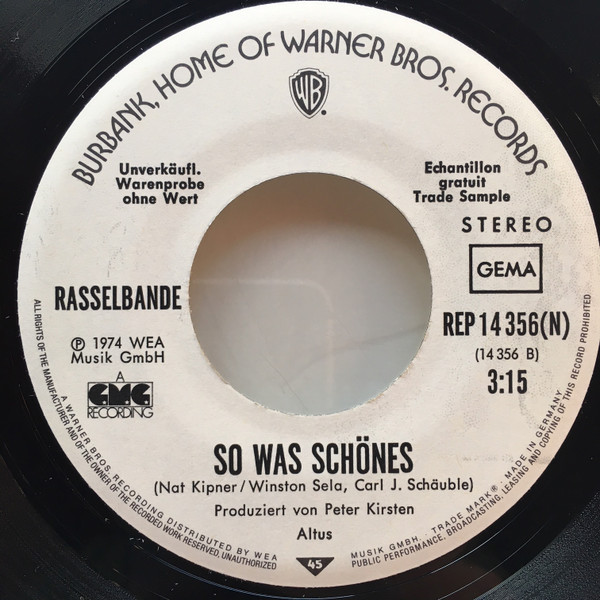 BURBANK, HOME OF WARNER BROS. RECORDS
WB
Unverkäufl.
Warenprobe
ohne Wert
Echantillon
gratuit
Trade Sample
STEREO
GEMA
RASSELBANDE
REP 14 356(N)
(14 356 B)
3:15
Ⓟ 1974 WEA
Musik GmbH
A
GMG
RECORDING
SO WAS SCHÖNES
(Nat Kipner/Winston Sela, Carl J. Schäuble)
Produziert von Peter Kirsten
Altus
45
A WARNER BROS. RECORDING DISTRIBUTED BY WEA MUSIK GMBH. TRADE MARK® · MADE IN GERMANY
ALL RIGHTS OF THE MANUFACTURER AND OF THE OWNER OF THE RECORDED WORK RESERVED, UNAUTHORIZED PUBLIC PERFORMANCE, BROADCASTING, LEASING AND COPYING OF THIS RECORD PROHIBITED